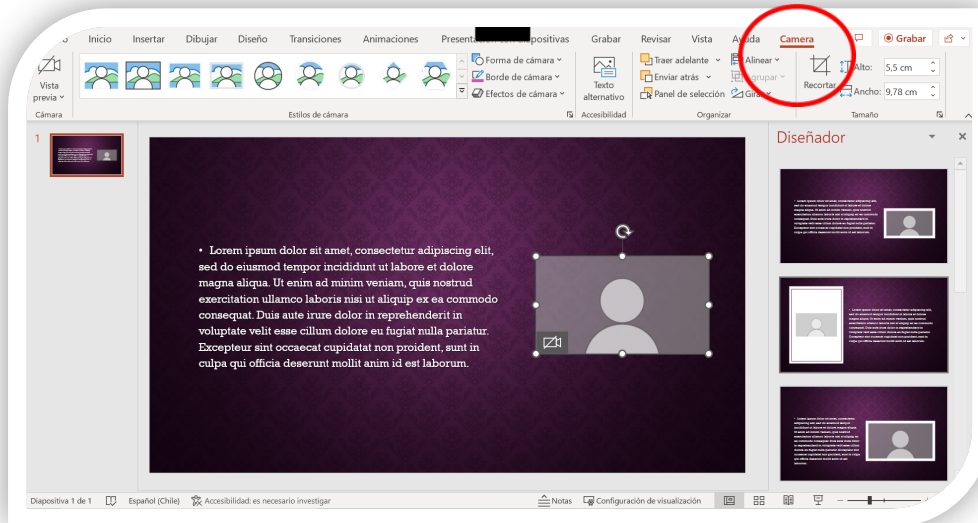 Inicio Insertar Dibujar Diseño Transiciones Animaciones Grabar Revisar Vista Ayuda Camera Grabar
Vista previa
Forma de cámara
Borde de cámara
Efectos de cámara
Texto alternativo
Traer adelante
Enviar atrás
Panel de selección
Alinear
Agrupar
Girar
Recortar
Alto: 5,5 cm
Ancho: 9,78 cm
Cámara Estilos de cámara Accesibilidad Organizar Tamaño
1
• Lorem ipsum dolor sit amet, consectetur adipiscing elit,
sed do eiusmod tempor incididunt ut labore et dolore
magna aliqua. Ut enim ad minim veniam, quis nostrud
exercitation ullamco laboris nisi ut aliquip ex ea commodo
consequat. Duis aute irure dolor in reprehenderit in
voluptate velit esse cillum dolore eu fugiat nulla pariatur.
Excepteur sint occaecat cupidatat non proident, sunt in
culpa qui officia deserunt mollit anim id est laborum.
Diseñador
Diapositiva 1 de 1 Español (Chile) Accesibilidad: es necesario investigar Notas Configuración de visualización